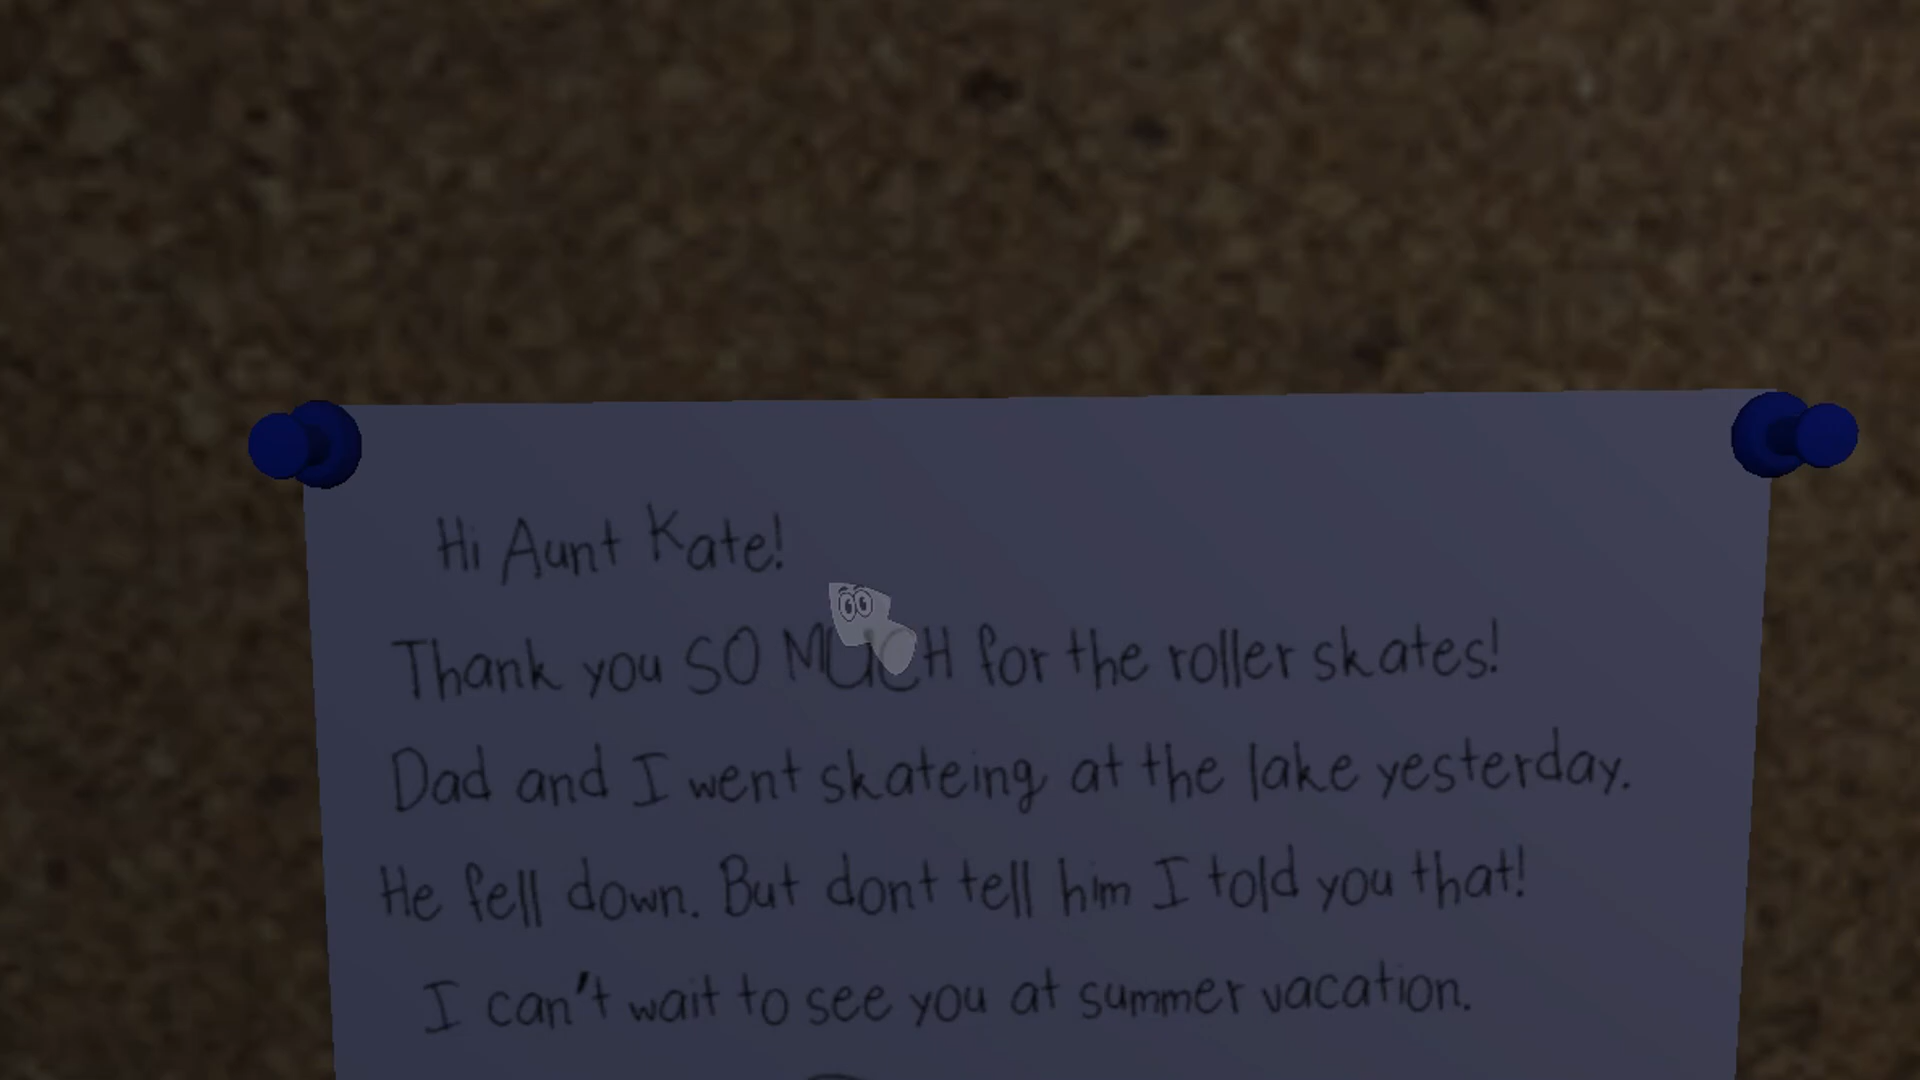 Hi Aunt Kate!
Thank you SO MUCH for the roller skates!
Dad and I went skateing at the lake yesterday.
He fell down. But dont tell him I told you that!
I can't wait to see you at summer vacation.